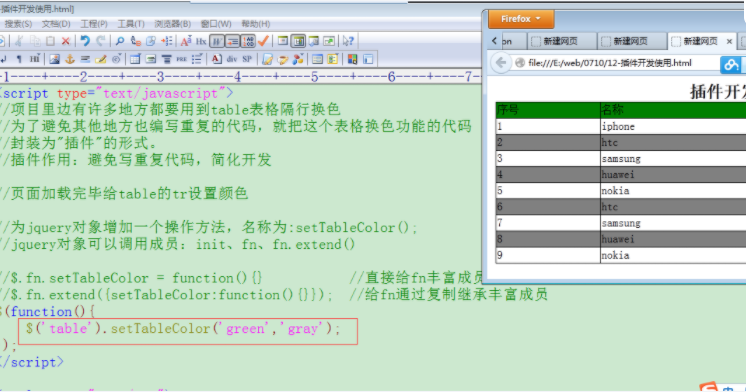 插件开发使用.html]
搜索(S) 文档(D) 工程(P) 工具(T) 浏览器(B) 窗口(W) 帮助(H)
-1----+----2----+----3----+----4----+----5----+----6----+----7-
script type="text/javascript">
//项目里边有许多地方都要用到table表格隔行换色
//为了避免其他地方也编写重复的代码，就把这个表格换色功能的代码
//封装为"插件"的形式。
//插件作用：避免写重复代码，简化开发
//页面加载完毕给table的tr设置颜色
//为jquery对象增加一个操作方法，名称为:setTableColor();
//jquery对象可以调用成员：init、fn、fn.extend()
//$.fn.setTableColor = function(){} //直接给fn丰富成员
//$.fn.extend({setTableColor:function(){}}); //给fn通过复制继承丰富成员
$(function(){
$('table').setTableColor('green','gray');
);
/script>
Firefox
新建网页 新建网页 新建网页 ×
file:///E:/web/0710/12-插件开发使用.html
插件开发
序号 名称
1 iphone
2 htc
3 samsung
4 huawei
5 nokia
6 htc
7 samsung
8 huawei
9 nokia